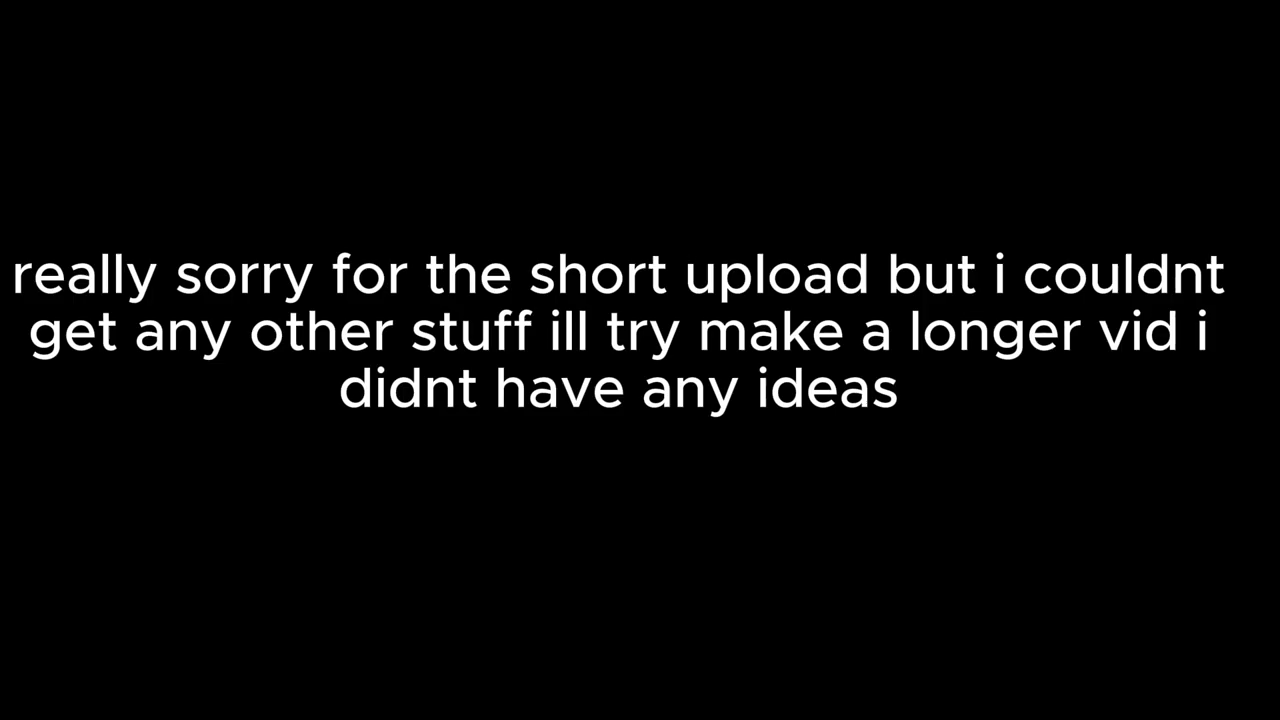 really sorry for the short upload but i couldnt
get any other stuff ill try make a longer vid i
didnt have any ideas